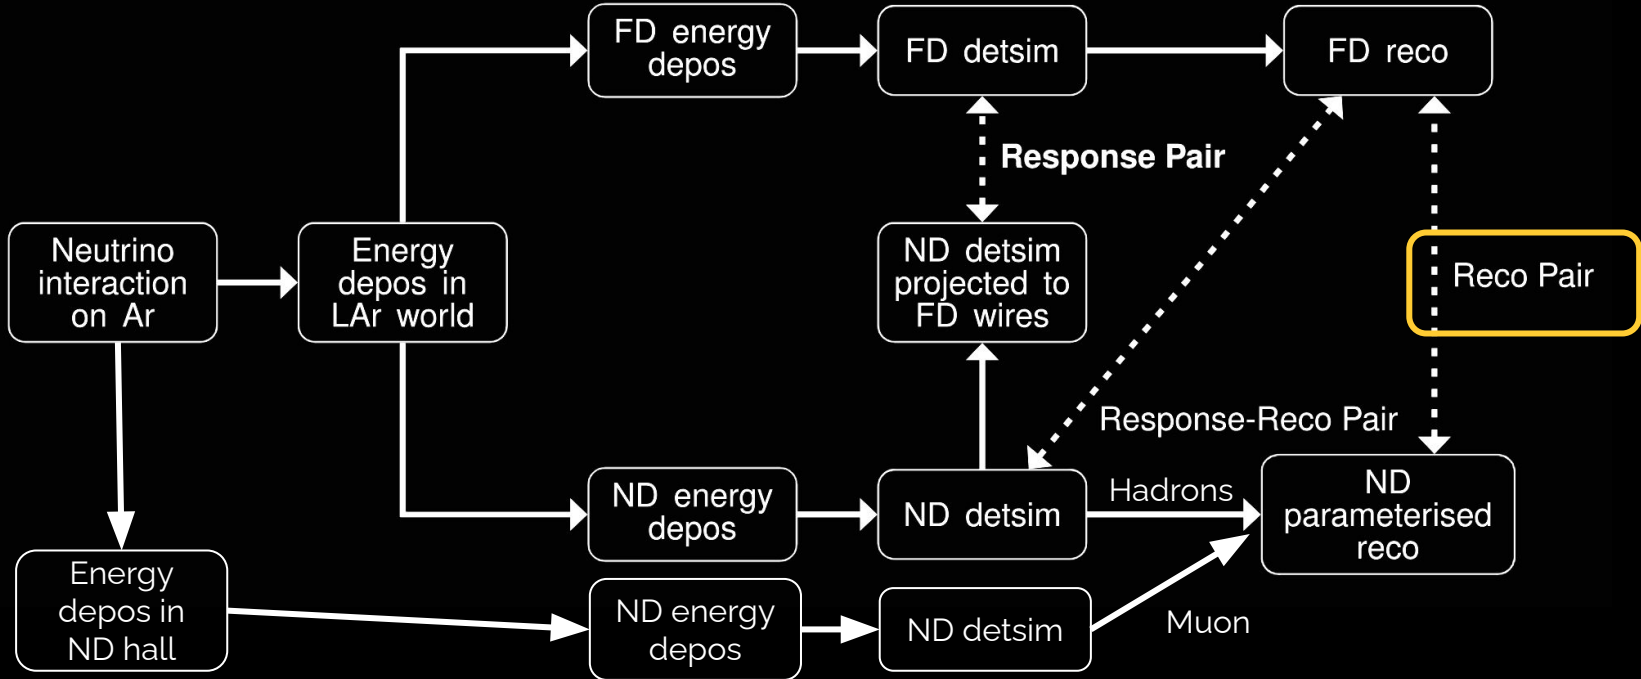 FD energy
depos
FD detsim
FD reco
Response Pair
Neutrino
interaction
on Ar
Energy
depos in
LAr world
ND detsim
projected to
FD wires
Reco Pair
Response-Reco Pair
ND energy
depos
ND detsim
Hadrons
ND
parameterised
reco
Energy
depos in
ND hall
ND energy
depos
ND detsim
Muon